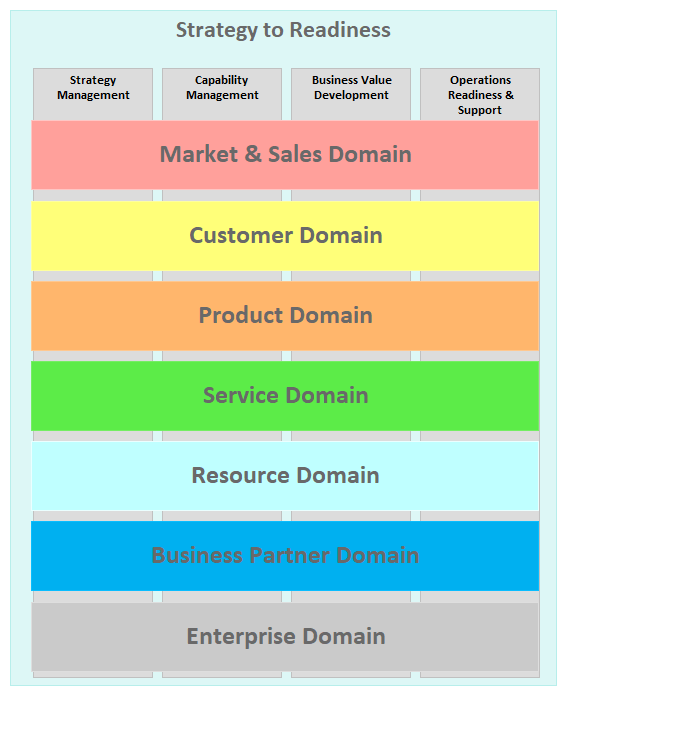 Strategy to Readiness
Strategy
Management
Capability
Management
Business Value
Development
Operations
Readiness &
Support
Market & Sales Domain
Customer Domain
Product Domain
Service Domain
Resource Domain
Business Partner Domain
Enterprise Domain